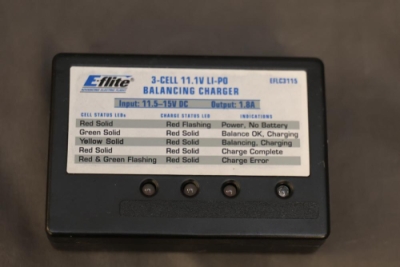 E-flite
3-CELL 11.1V LI-PO
BALANCING CHARGER
EFLC3115
Input: 11.5–15V DC Output: 1.8A
CELL STATUS LEDs CHARGE STATUS LED INDICATIONS
Red Solid Red Flashing Power, No Battery
Green Solid Red Solid Balance OK, Charging
Yellow Solid Red Solid Balancing, Charging
Red Solid Red Solid Charge Complete
Red & Green Flashing Red Solid Charge Error